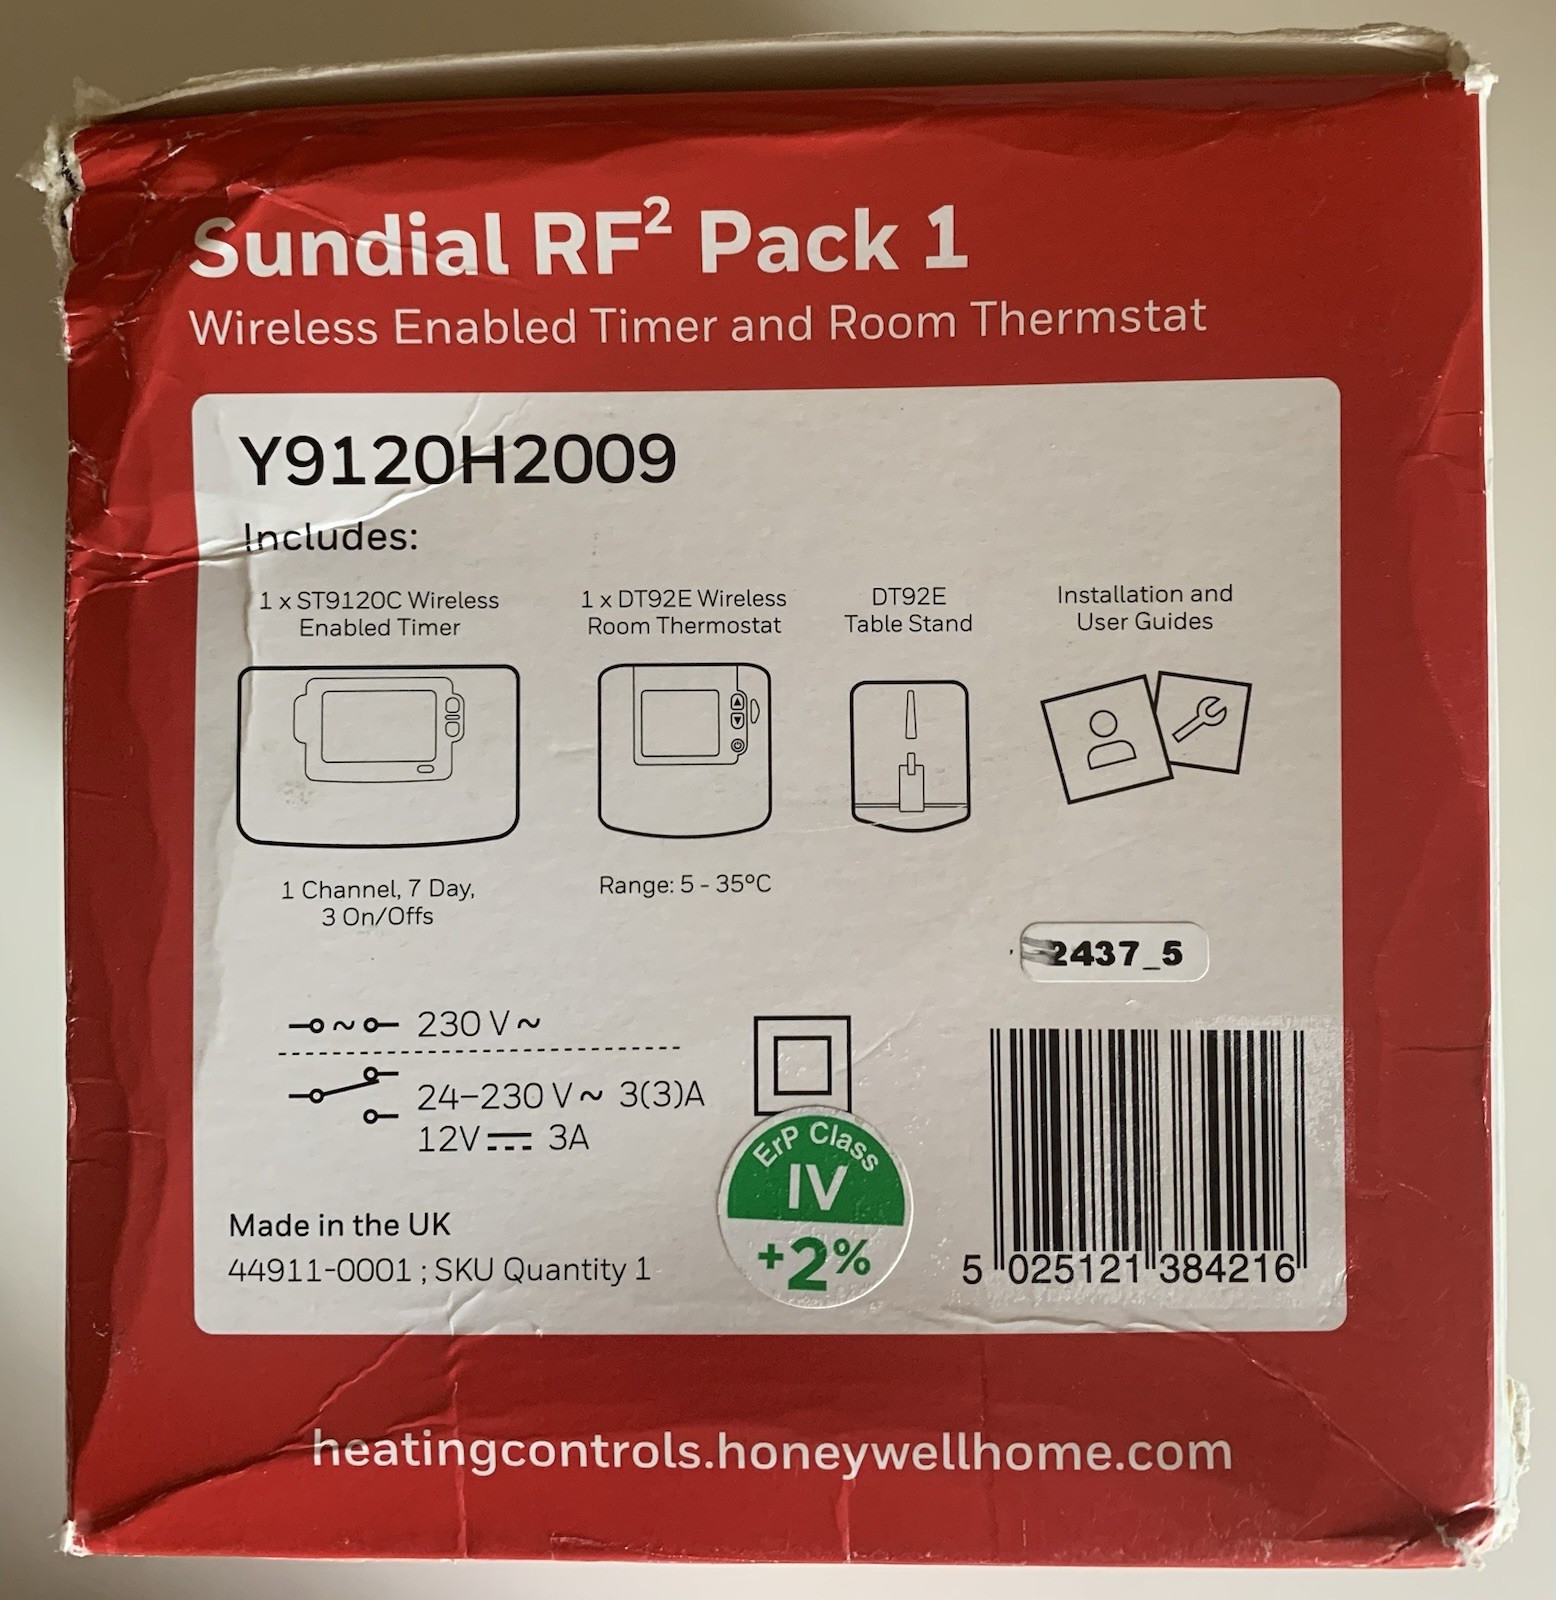 Sundial RF² Pack 1
Wireless Enabled Timer and Room Thermstat
Y9120H2009
Includes:
1 x ST9120C Wireless
Enabled Timer
1 x DT92E Wireless
Room Thermostat
DT92E
Table Stand
Installation and
User Guides
1 Channel, 7 Day,
3 On/Offs
Range: 5 - 35°C
2437_5
230 V~
24–230 V~ 3(3)A
12V⎓ 3A
ErP Class
IV
+2%
Made in the UK
44911-0001 ; SKU Quantity 1
5 025121 384216
heatingcontrols.honeywellhome.com